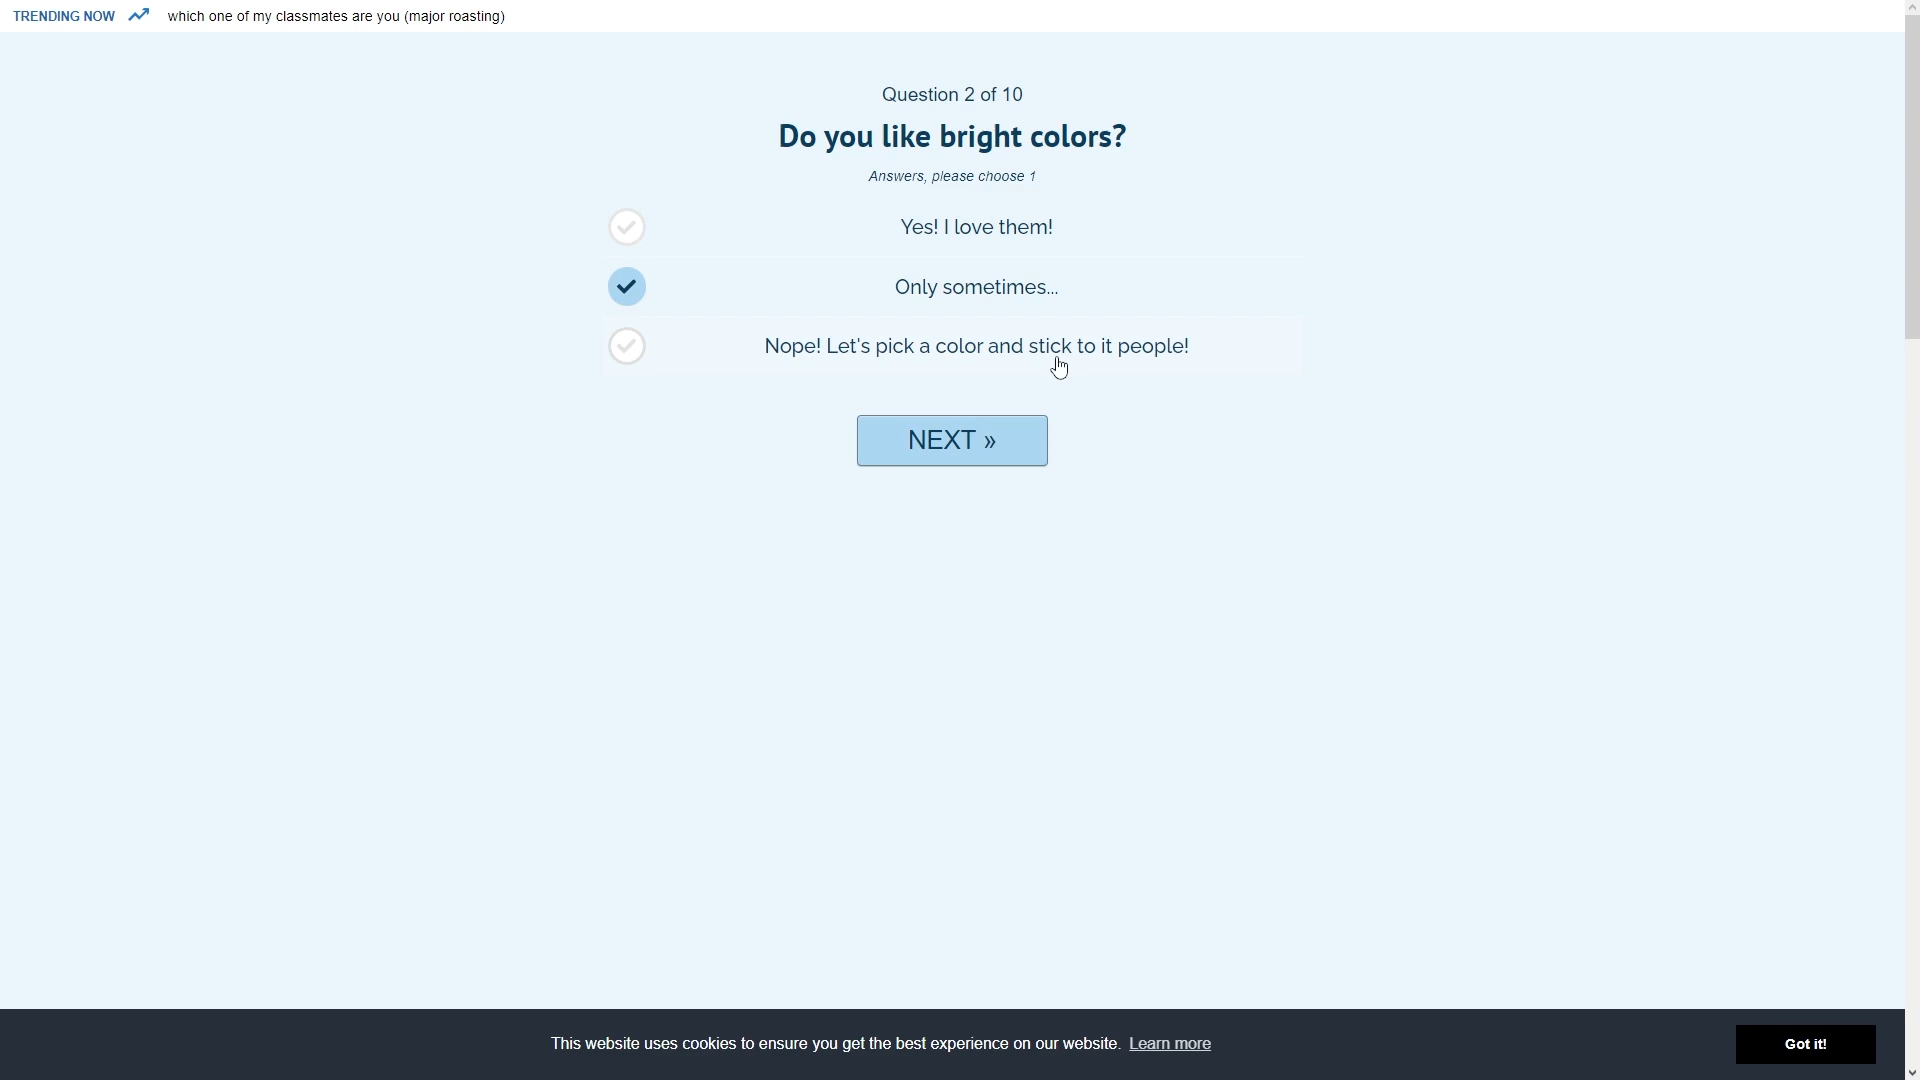 TRENDING NOW which one of my classmates are you (major roasting)
Question 2 of 10
Do you like bright colors?
Answers, please choose 1
Yes! I love them!
Only sometimes...
Nope! Let's pick a color and stick to it people!
NEXT »
This website uses cookies to ensure you get the best experience on our website. Learn more
Got it!